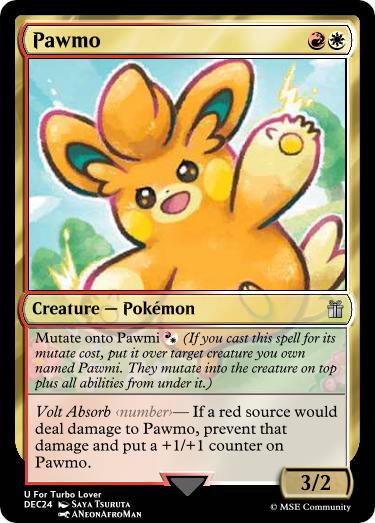 Pawmo
Creature — Pokémon
Mutate onto Pawmi (If you cast this spell for its
mutate cost, put it over target creature you own
named Pawmi. They mutate into the creature on top
plus all abilities from under it.)
Volt Absorb ‹number›— If a red source would
deal damage to Pawmo, prevent that
damage and put a +1/+1 counter on
Pawmo.
3/2
U For Turbo Lover
DEC24 Saya Tsuruta
ANeonAfroMan
© MSE Community